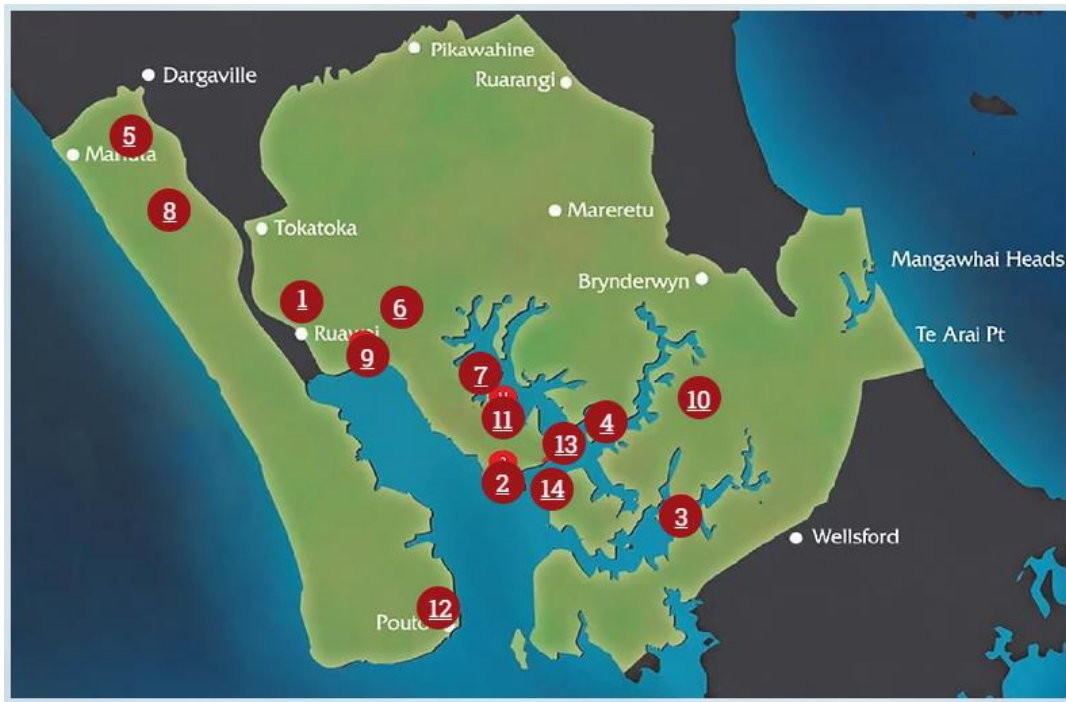 Pikawahine
Dargaville
Ruarangi
5
8
Mareretu
Tokatoka
Mangawhai Heads
Brynderwyn
1
6
Te Arai Pt
9
7
10
11
4
13
2
14
3
Wellsford
12